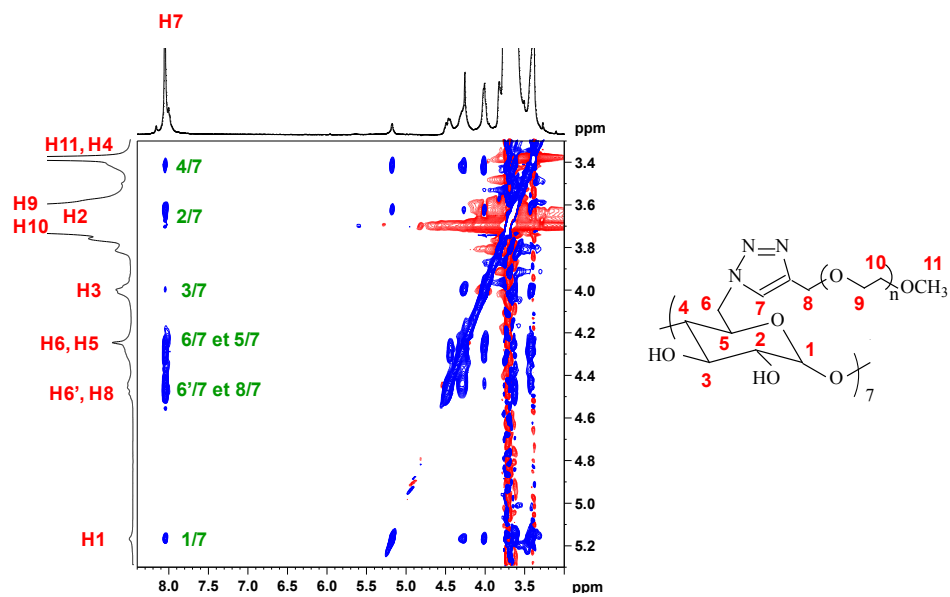 H7
ppm
H11, H4
H9
H2
H10
H3
H6, H5
H6', H8
H1
4/7
2/7
3/7
6/7 et 5/7
6'/7 et 8/7
1/7
3.4
3.6
3.8
4.0
4.2
4.4
4.6
4.8
5.0
5.2
8.0 7.5 7.0 6.5 6.0 5.5 5.0 4.5 4.0 3.5 ppm
N N
N
10 11
O n OCH3
6 7 8 9
4 O
5 2 1
HO
3 HO O 7